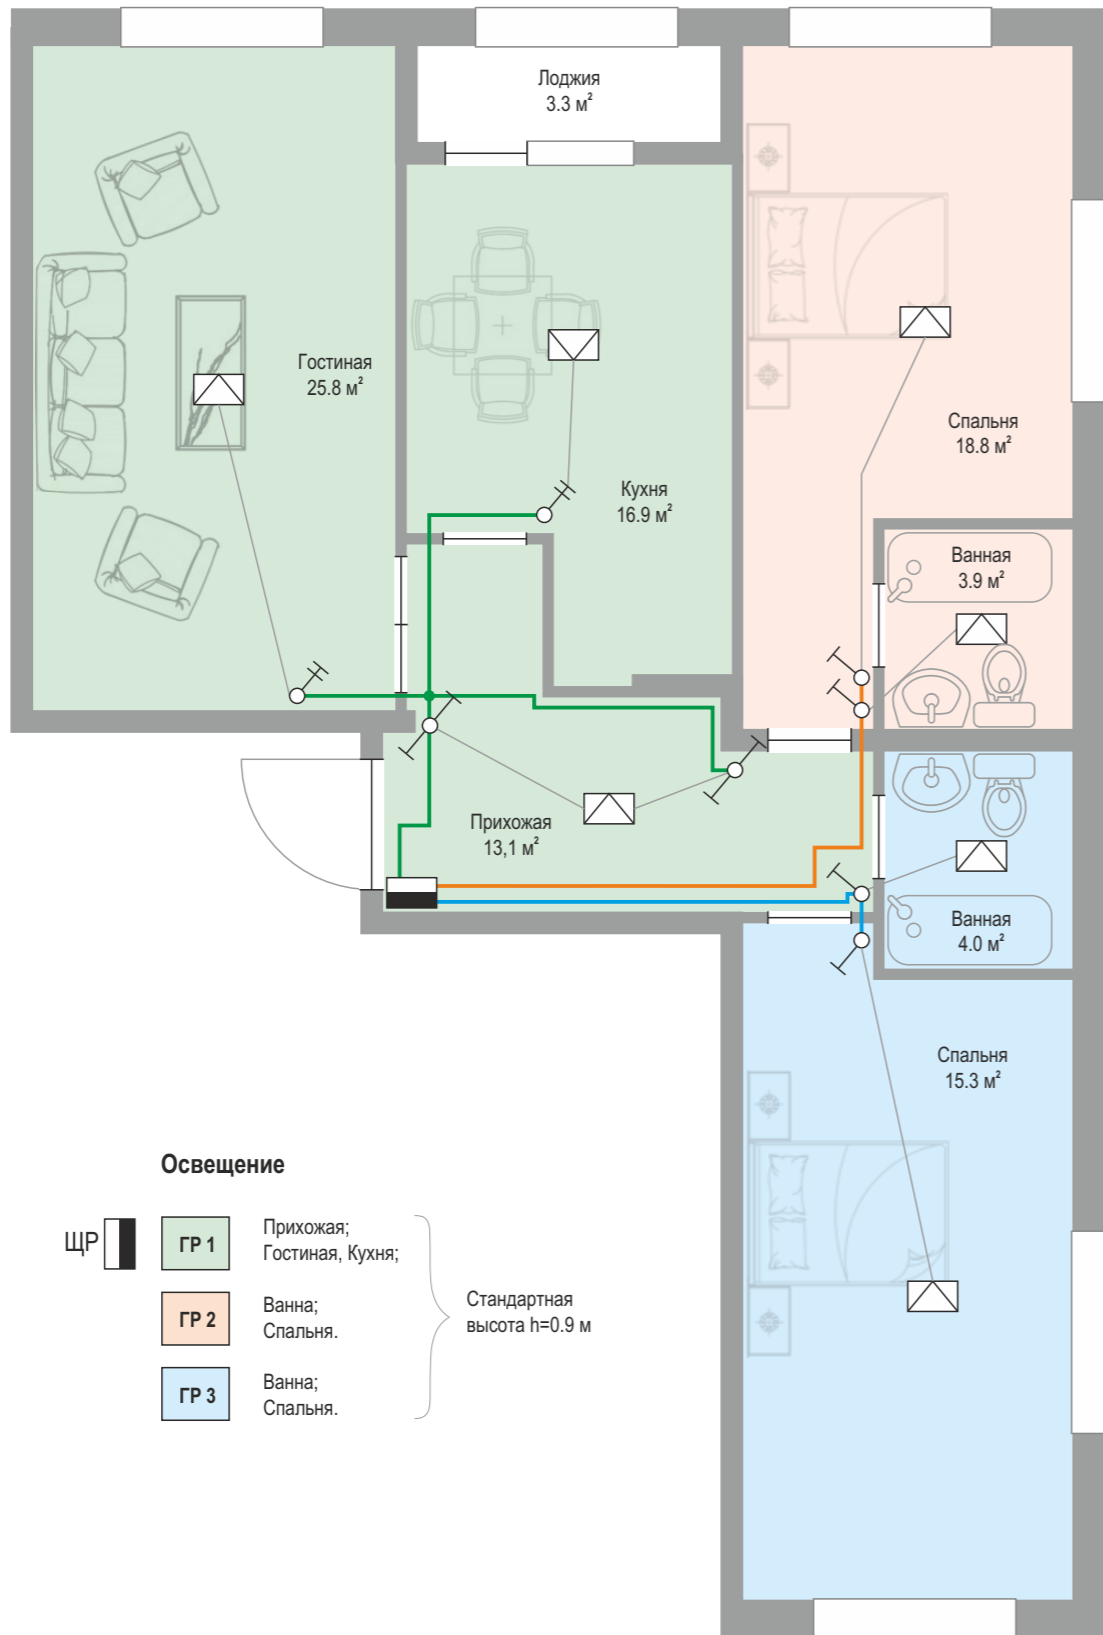 Лоджия
3.3 м²
Гостиная
25.8 м²
Спальня
18.8 м²
Кухня
16.9 м²
Ванная
3.9 м²
Прихожая
13,1 м²
Ванная
4.0 м²
Спальня
15.3 м²
Освещение
ЩР
ГР 1
Прихожая;
Гостиная, Кухня;
ГР 2
Ванна;
Спальня.
Стандартная
высота h=0.9 м
ГР 3
Ванна;
Спальня.